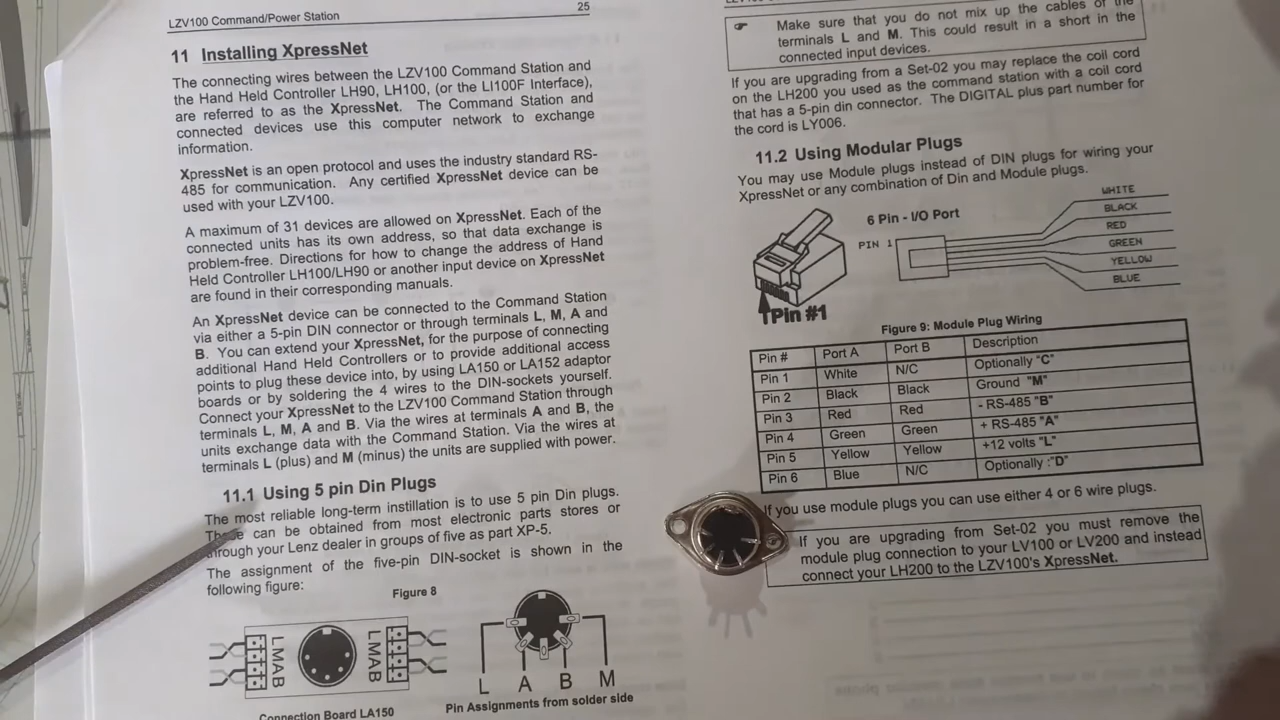 LZV100 Command/Power Station
25
11 Installing XpressNet
The connecting wires between the LZV100 Command Station and
the Hand Held Controller LH90, LH100, (or the LI100F Interface),
are referred to as the XpressNet. The Command Station and
connected devices use this computer network to exchange
information.
XpressNet is an open protocol and uses the industry standard RS-
485 for communication. Any certified XpressNet device can be
used with your LZV100.
A maximum of 31 devices are allowed on XpressNet. Each of the
connected units has its own address, so that data exchange is
problem-free. Directions for how to change the address of Hand
Held Controller LH100/LH90 or another input device on XpressNet
are found in their corresponding manuals.
An XpressNet device can be connected to the Command Station
via either a 5-pin DIN connector or through terminals L, M, A and
B. You can extend your XpressNet, for the purpose of connecting
additional Hand Held Controllers or to provide additional access
points to plug these device into, by using LA150 or LA152 adaptor
boards or by soldering the 4 wires to the DIN-sockets yourself.
Connect your XpressNet to the LZV100 Command Station through
terminals L, M, A and B. Via the wires at terminals A and B, the
units exchange data with the Command Station. Via the wires at
terminals L (plus) and M (minus) the units are supplied with power.
11.1 Using 5 pin Din Plugs
The most reliable long-term instillation is to use 5 pin Din plugs.
can be obtained from most electronic parts stores or
through your Lenz dealer in groups of five as part XP-5.
The assignment of the five-pin DIN-socket is shown in the
following figure:
Figure 8
LMAB
LMAB
L A B M
Connection Board LA150
Pin Assignments from solder side
Make sure that you do not mix up the cables of the
terminals L and M. This could result in a short in the
connected input devices.
If you are upgrading from a Set-02 you may replace the coil cord
on the LH200 you used as the command station with a coil cord
that has a 5-pin din connector. The DIGITAL plus part number for
the cord is LY006.
11.2 Using Modular Plugs
You may use Module plugs instead of DIN plugs for wiring your
XpressNet or any combination of Din and Module plugs.
6 Pin - I/O Port
PIN 1
WHITE
BLACK
RED
GREEN
YELLOW
BLUE
Pin #1
Figure 9: Module Plug Wiring
Pin # Port A Port B Description
Pin 1 White N/C Optionally "C"
Pin 2 Black Black Ground "M"
Pin 3 Red Red - RS-485 "B"
Pin 4 Green Green + RS-485 "A"
Pin 5 Yellow Yellow +12 volts "L"
Pin 6 Blue N/C Optionally :"D"
If you use module plugs you can use either 4 or 6 wire plugs.
If you are upgrading from Set-02 you must remove the
module plug connection to your LV100 or LV200 and instead
connect your LH200 to the LZV100's XpressNet.